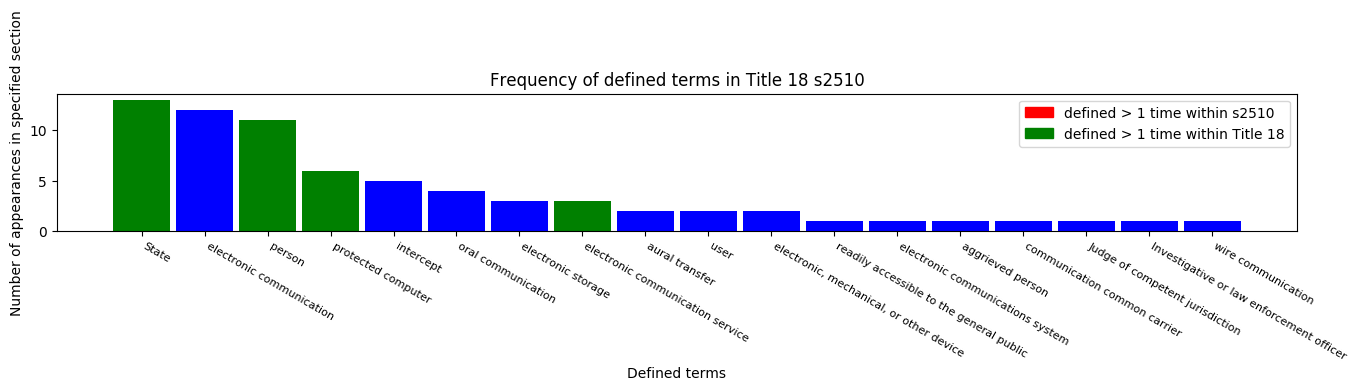 Frequency of defined terms in Title 18 s2510
Number of appearances in specified section
10
5
0
defined > 1 time within s2510
defined > 1 time within Title 18
State
electronic communication
person
protected computer
intercept
oral communication
electronic storage
electronic communication service
aural transfer
user
electronic, mechanical, or other device
readily accessible to the general public
electronic communications system
aggrieved person
communication common carrier
Judge of competent jurisdiction
Investigative or law enforcement officer
wire communication
Defined terms